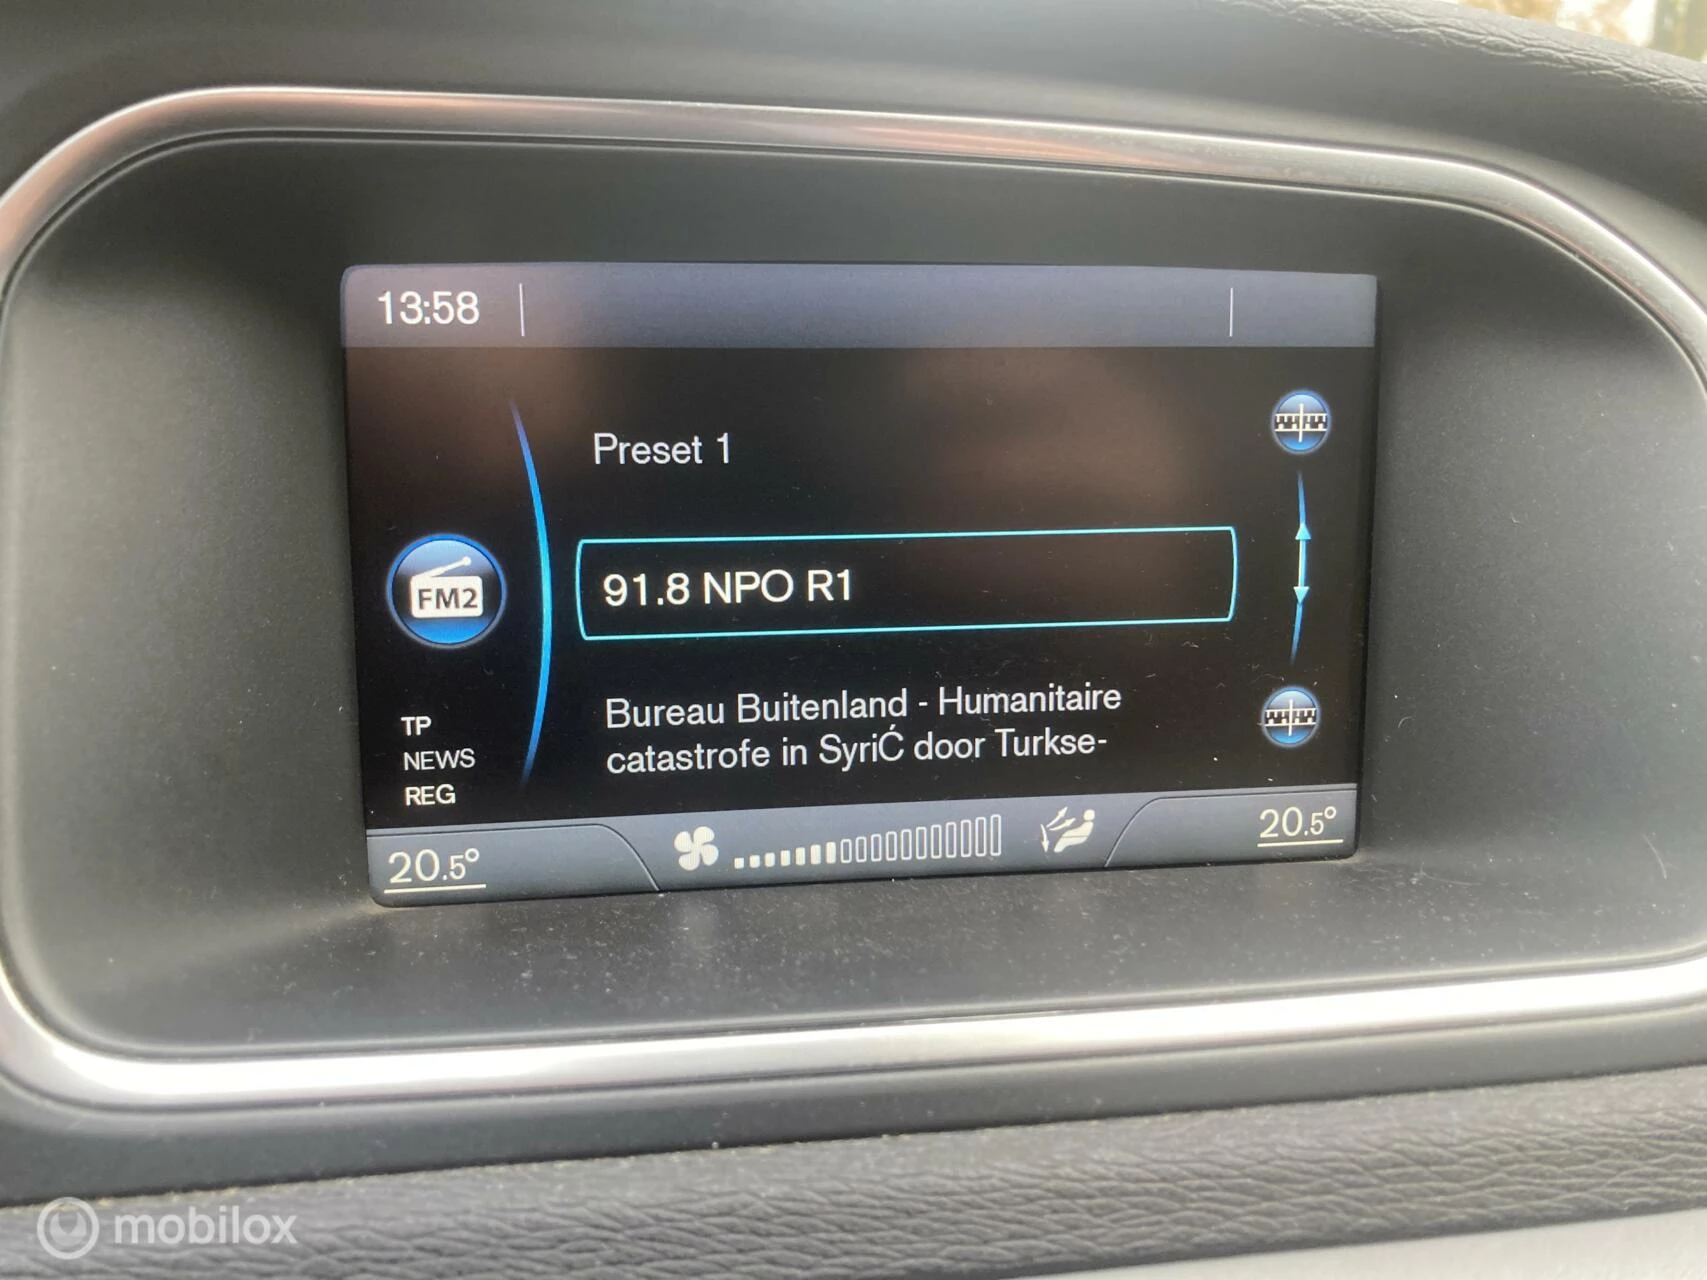 13:58
Preset 1
91.8 NPO R1
FM2
Bureau Buitenland - Humanitaire
catastrofe in SyriĆ door Turkse-
TP
NEWS
REG
20.5°
20.5°
mobilox